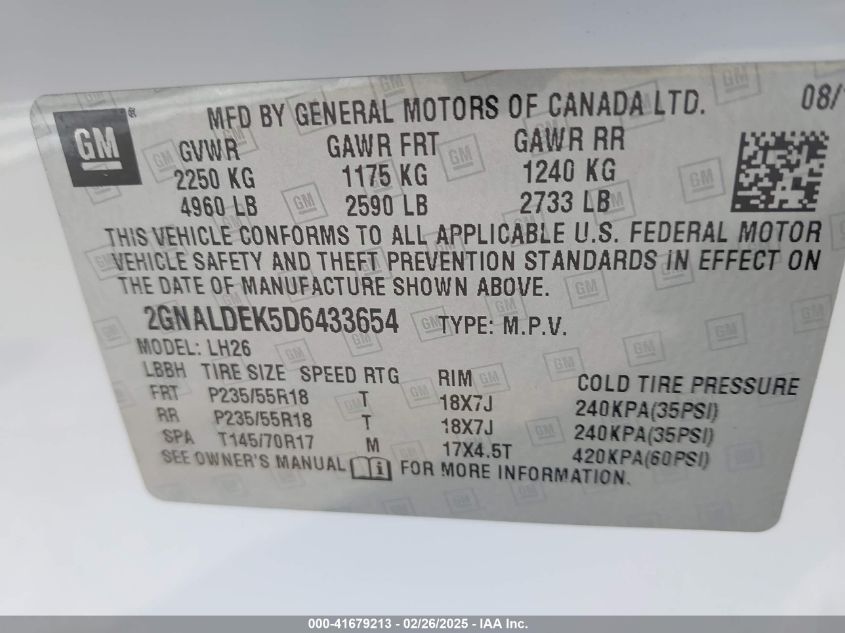 GM ®
MFD BY GENERAL MOTORS OF CANADA LTD. 08/
GVWR GAWR FRT GAWR RR
2250 KG 1175 KG 1240 KG
4960 LB 2590 LB 2733 LB
THIS VEHICLE CONFORMS TO ALL APPLICABLE U.S. FEDERAL MOTOR
VEHICLE SAFETY AND THEFT PREVENTION STANDARDS IN EFFECT ON
THE DATE OF MANUFACTURE SHOWN ABOVE.
2GNALDEK5D6433654 TYPE: M.P.V.
MODEL: LH26
LBBH TIRE SIZE SPEED RTG RIM COLD TIRE PRESSURE
FRT P235/55R18 T 18X7J 240KPA(35PSI)
RR P235/55R18 T 18X7J 240KPA(35PSI)
SPA T145/70R17 M 17X4.5T 420KPA(60PSI)
SEE OWNER'S MANUAL FOR MORE INFORMATION.
000-41679213 - 02/26/2025 - IAA Inc.